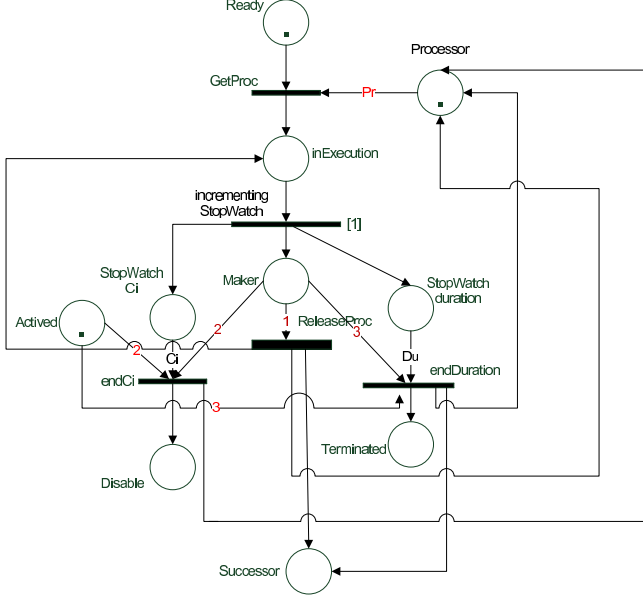 Ready
Processor
GetProc
Pr
inExecution
incrementing
StopWatch
[1]
StopWatch
Ci
Maker
StopWatch
duration
Actived
2
1
ReleaseProc
3
2
Ci
Du
endCi
endDuration
3
Terminated
Disable
Successor